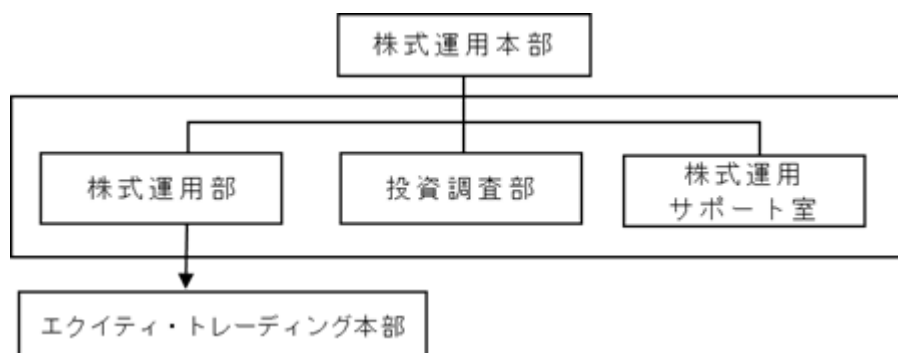 株式運用本部
株式運用部
投資調査部
株式運用
サポート室
エクイティ・トレーディング本部